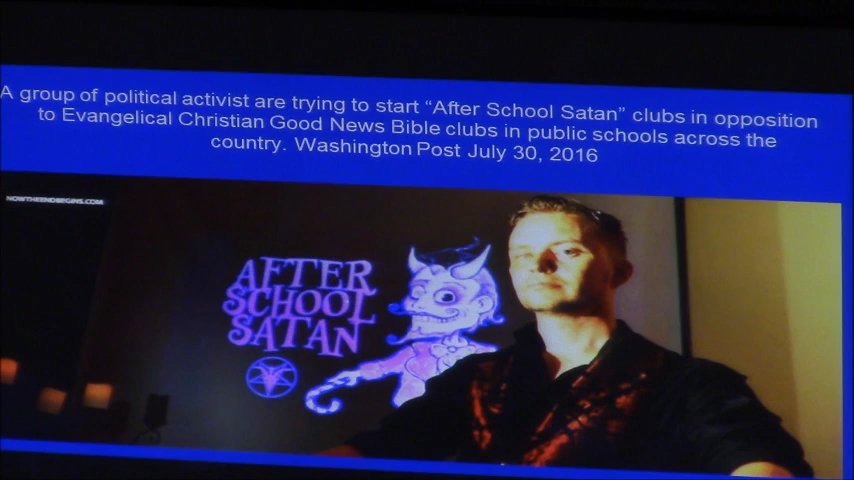 A group of political activist are trying to start “After School Satan” clubs in opposition
to Evangelical Christian Good News Bible clubs in public schools across the
country. Washington Post July 30, 2016
NOWTHEENDBEGINS.COM
AFTER
SCHOOL
SATAN